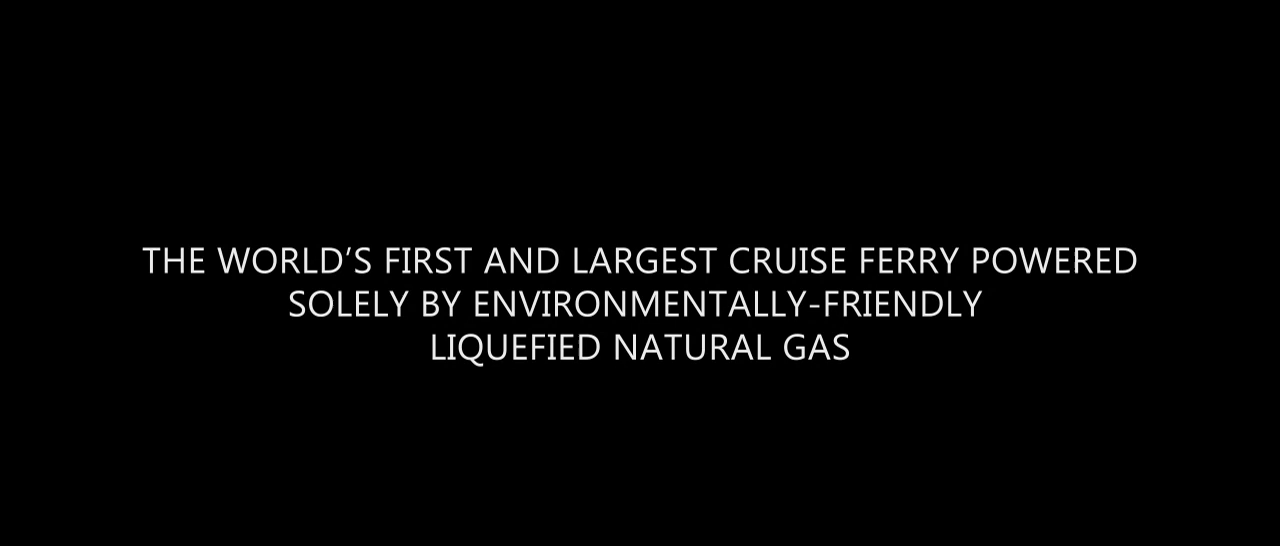 THE WORLD’S FIRST AND LARGEST CRUISE FERRY POWERED
SOLELY BY ENVIRONMENTALLY-FRIENDLY
LIQUEFIED NATURAL GAS